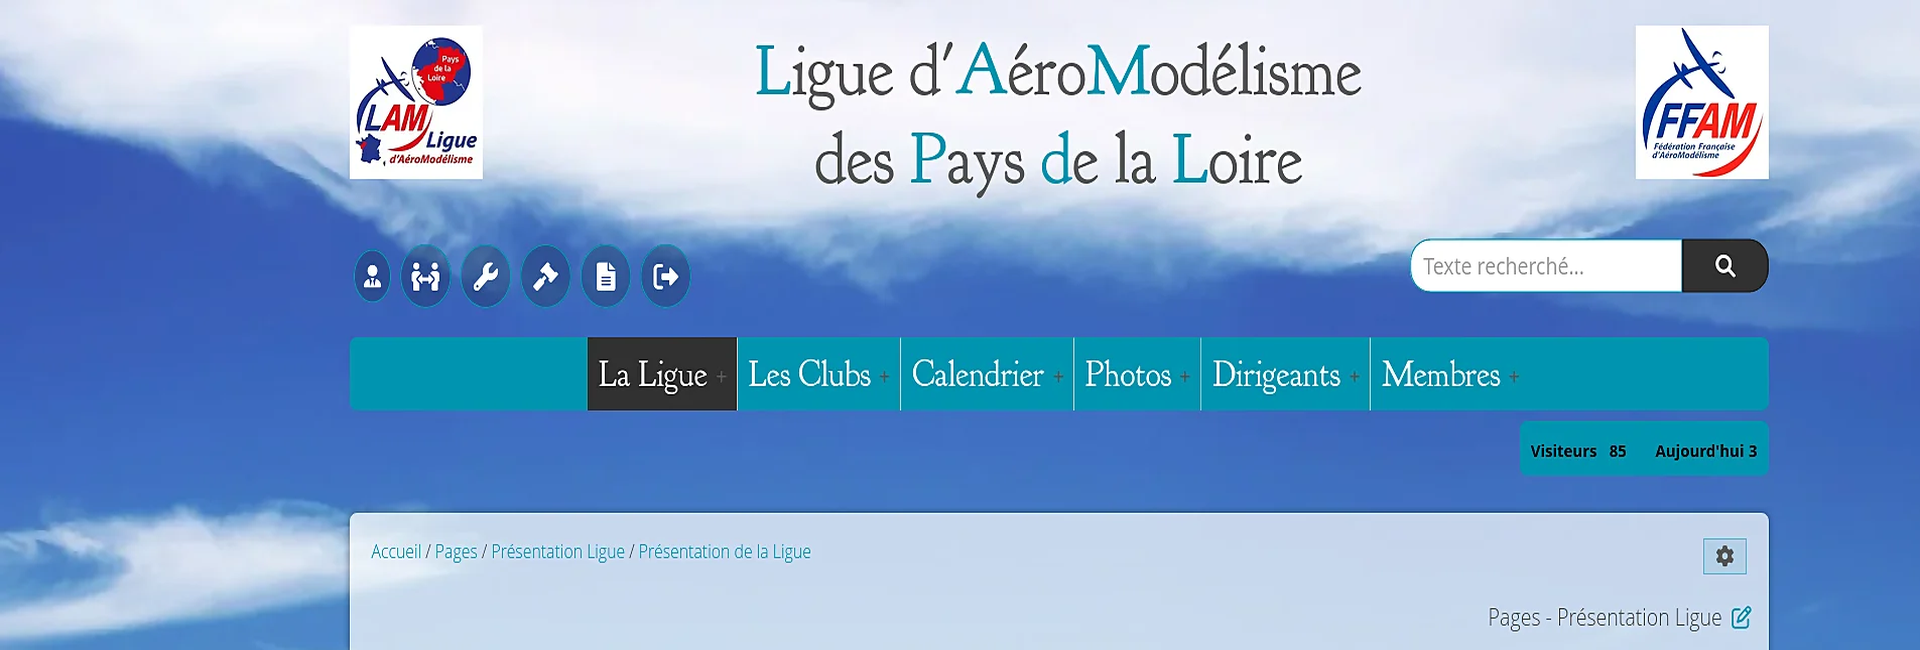 Pays
de la
Loire
LAM
Ligue
d'AéroModélisme
Ligue d'AéroModélisme
des Pays de la Loire
FFAM
Fédération Française
d'AéroModélisme
Texte recherché...
La Ligue + Les Clubs + Calendrier + Photos + Dirigeants + Membres +
Visiteurs 85 Aujourd'hui 3
Accueil / Pages / Présentation Ligue / Présentation de la Ligue
Pages - Présentation Ligue